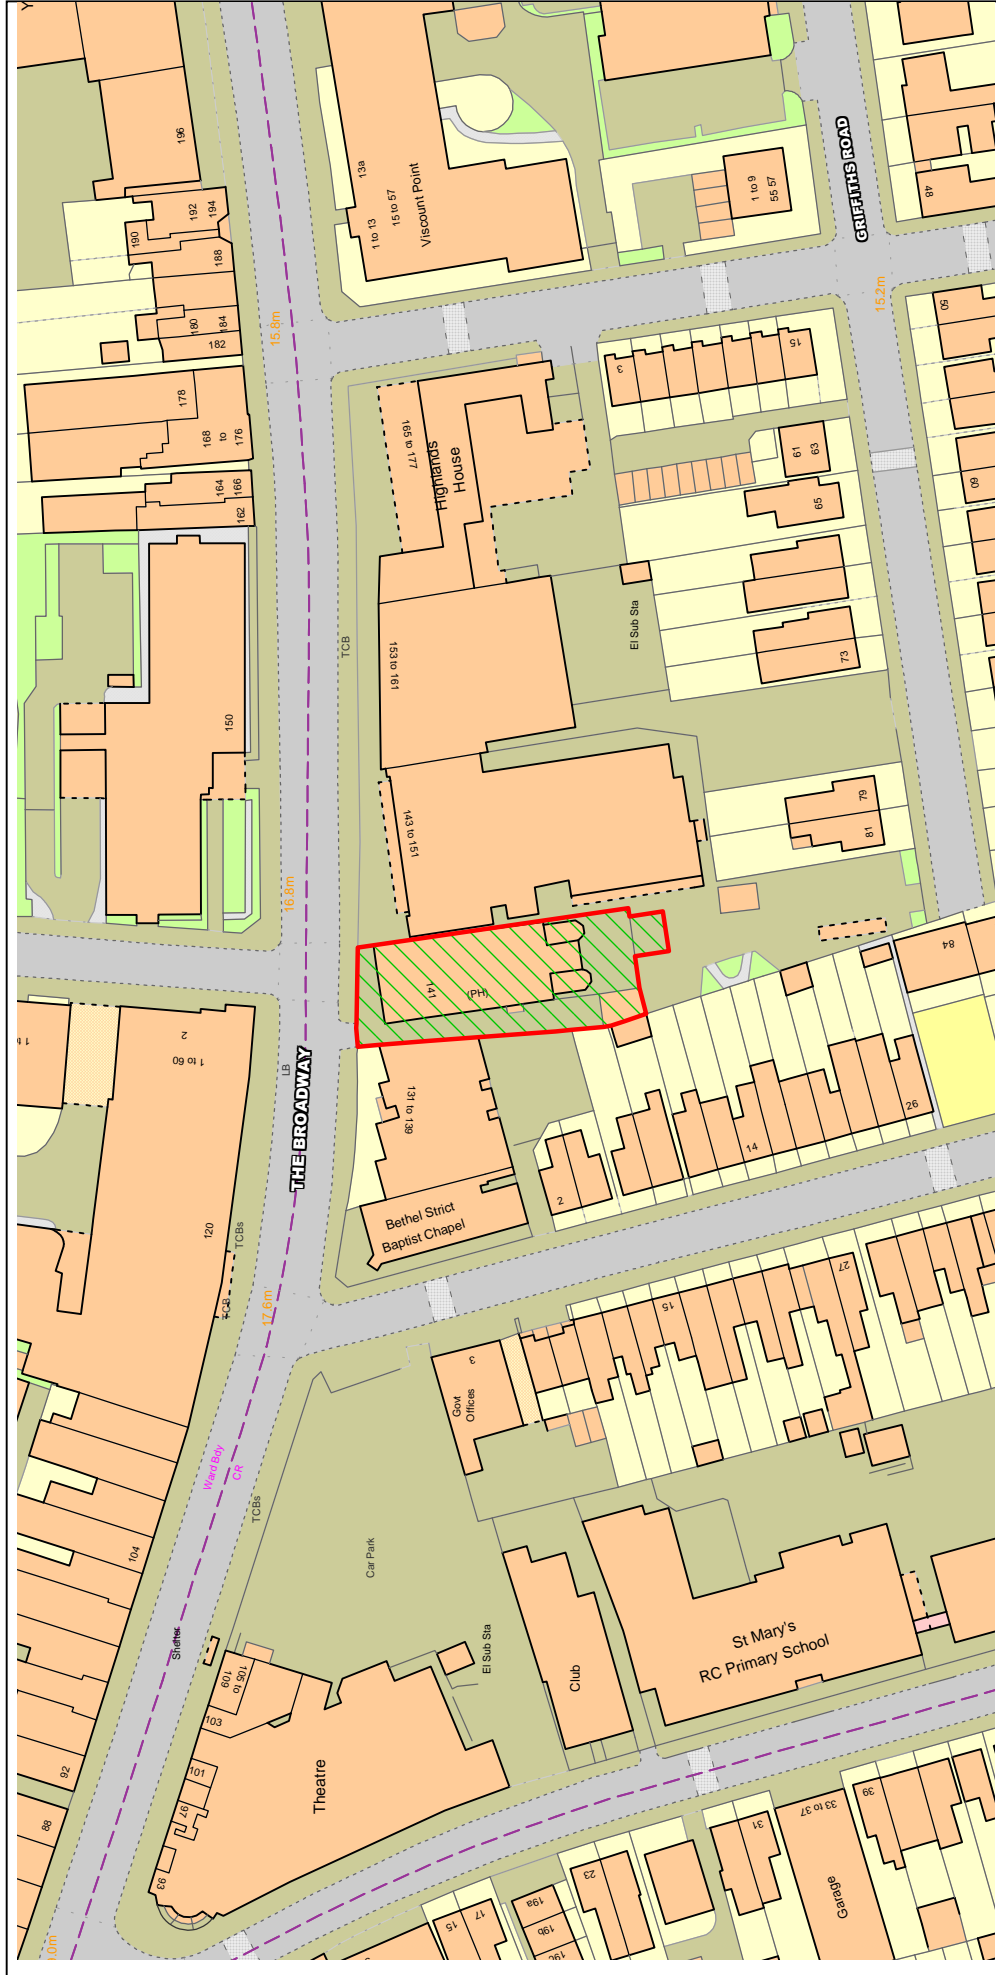 196
13a
1 to 13
15 to 57
Viscount Point
1 to 9
55 57
GRIFFITHS ROAD
48
190
192
194
188
180
184
182
15.8m
15.2m
50
178
168
to
176
164
166
162
165 to 177
Highlands
House
3
15
61
63
65
60
El Sub Sta
TCB
153 to 161
73
150
143 to 151
79
81
16.8m
141
(PH)
84
2
1 to 60
LB
THE BROADWAY
131 to 139
14
26
2
Bethel Strict
Baptist Chapel
120
TCBs
TCB
17.6m
15
27
3
Govt
Offices
Ward Bdy
CR
TCBs
104
Car Park
Shelter
El Sub Sta
Club
St Mary's
RC Primary School
105 to
109
103
101
97
93
92
88
Theatre
39
33 to 37
31
Garage
23
19a
19b
17
15